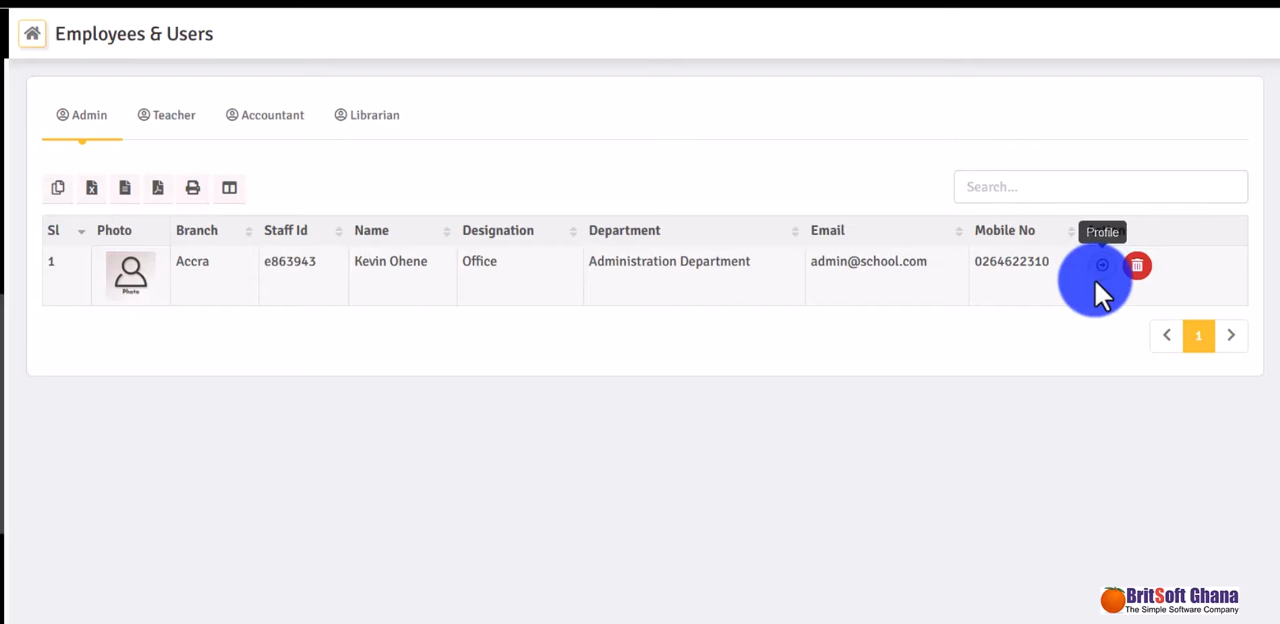 Employees & Users
Admin Teacher Accountant Librarian
Search...
Profile
Sl Photo Branch Staff Id Name Designation Department Email Mobile No
1 Photo Accra e863943 Kevin Ohene Office Administration Department admin@school.com 0264622310
1
BritSoft Ghana
The Simple Software Company